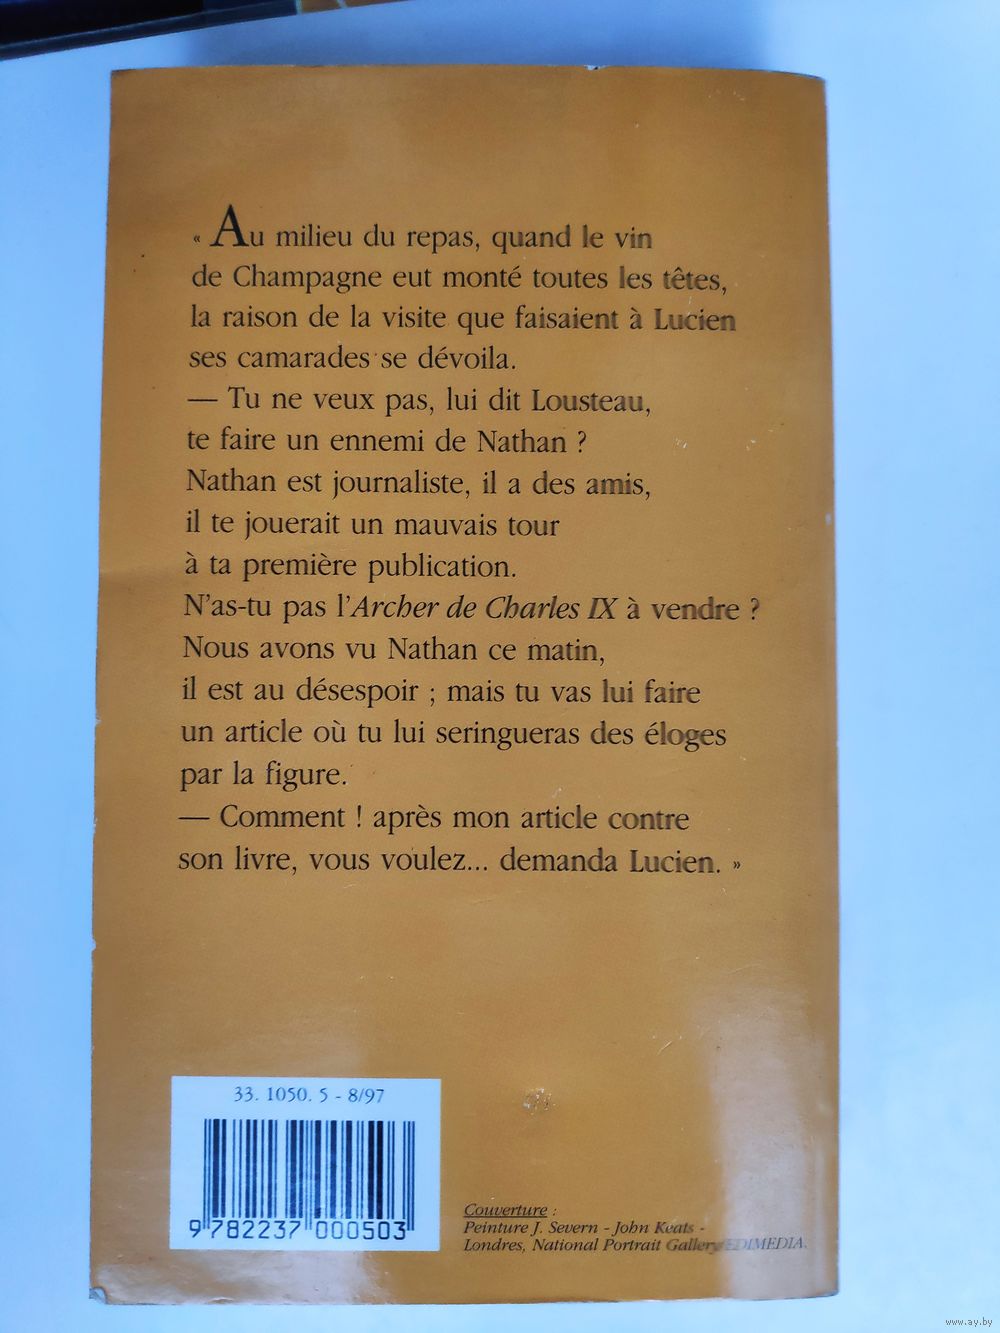 « Au milieu du repas, quand le vin
de Champagne eut monté toutes les têtes,
la raison de la visite que faisaient à Lucien
ses camarades se dévoila.
— Tu ne veux pas, lui dit Lousteau,
te faire un ennemi de Nathan ?
Nathan est journaliste, il a des amis,
il te jouerait un mauvais tour
à ta première publication.
N'as-tu pas l'Archer de Charles IX à vendre ?
Nous avons vu Nathan ce matin,
il est au désespoir ; mais tu vas lui faire
un article où tu lui seringueras des éloges
par la figure.
— Comment ! après mon article contre
son livre, vous voulez... demanda Lucien. »
33. 1050. 5 - 8/97
9 782237 000503
Couverture :
Peinture J. Severn - John Keats -
Londres, National Portrait Gallery/EDIMEDIA.
www.ay.by